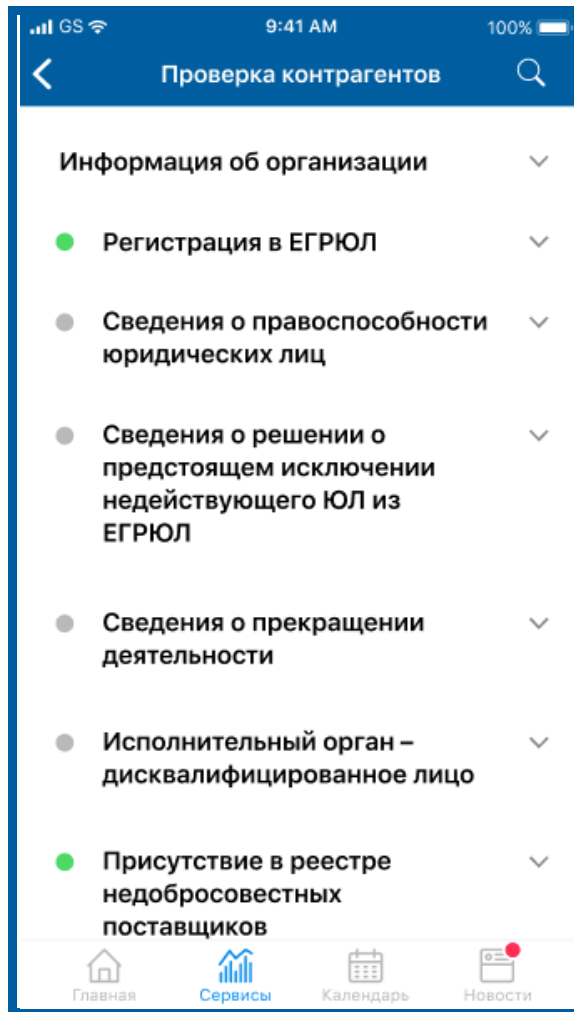 GS 9:41 AM 100%
Проверка контрагентов
Информация об организации
Регистрация в ЕГРЮЛ
Сведения о правоспособности
юридических лиц
Сведения о решении о
предстоящем исключении
недействующего ЮЛ из
ЕГРЮЛ
Сведения о прекращении
деятельности
Исполнительный орган –
дисквалифицированное лицо
Присутствие в реестре
недобросовестных
поставщиков
Главная Сервисы Календарь Новости